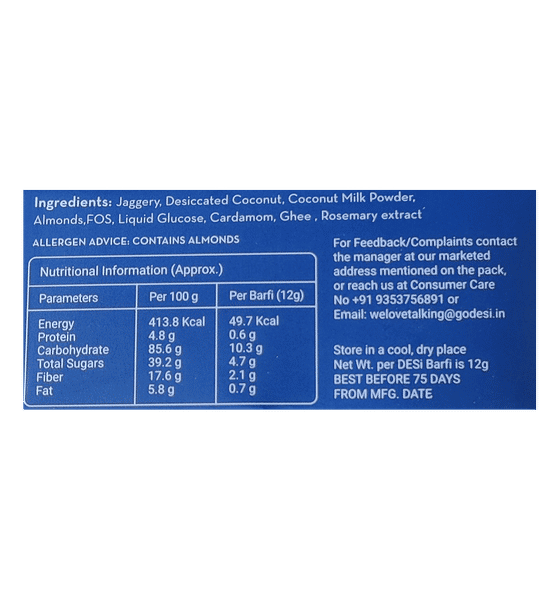 Ingredients: Jaggery, Desiccated Coconut, Coconut Milk Powder,
Almonds,FOS, Liquid Glucose, Cardamom, Ghee , Rosemary extract
ALLERGEN ADVICE: CONTAINS ALMONDS
Nutritional Information (Approx.)
Parameters Per 100 g Per Barfi (12g)
Energy 413.8 Kcal 49.7 Kcal
Protein 4.8 g 0.6 g
Carbohydrate 85.6 g 10.3 g
Total Sugars 39.2 g 4.7 g
Fiber 17.6 g 2.1 g
Fat 5.8 g 0.7 g
For Feedback/Complaints contact
the manager at our marketed
address mentioned on the pack,
or reach us at Consumer Care
No +91 9353756891 or
Email: welovetalking@godesi.in
Store in a cool, dry place
Net Wt. per DESi Barfi is 12g
BEST BEFORE 75 DAYS
FROM MFG. DATE